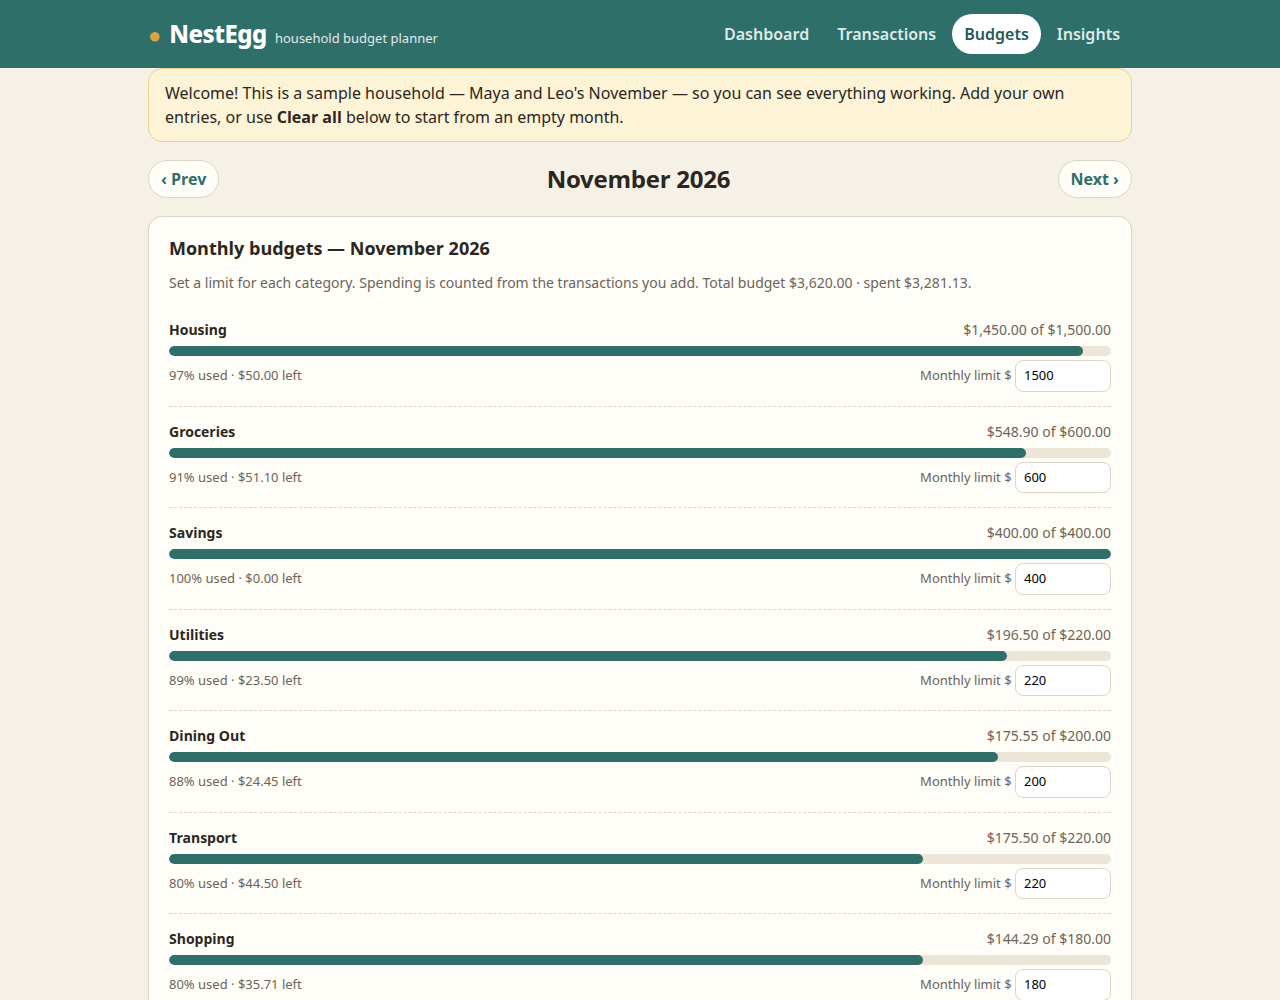 NestEgg household budget planner
Dashboard Transactions Budgets Insights
Welcome! This is a sample household — Maya and Leo's November — so you can see everything working. Add your own
entries, or use Clear all below to start from an empty month.
‹ Prev November 2026 Next ›
Monthly budgets — November 2026
Set a limit for each category. Spending is counted from the transactions you add. Total budget $3,620.00 · spent $3,281.13.
Housing $1,450.00 of $1,500.00
97% used · $50.00 left Monthly limit $ 1500
Groceries $548.90 of $600.00
91% used · $51.10 left Monthly limit $ 600
Savings $400.00 of $400.00
100% used · $0.00 left Monthly limit $ 400
Utilities $196.50 of $220.00
89% used · $23.50 left Monthly limit $ 220
Dining Out $175.55 of $200.00
88% used · $24.45 left Monthly limit $ 200
Transport $175.50 of $220.00
80% used · $44.50 left Monthly limit $ 220
Shopping $144.29 of $180.00
80% used · $35.71 left Monthly limit $ 180